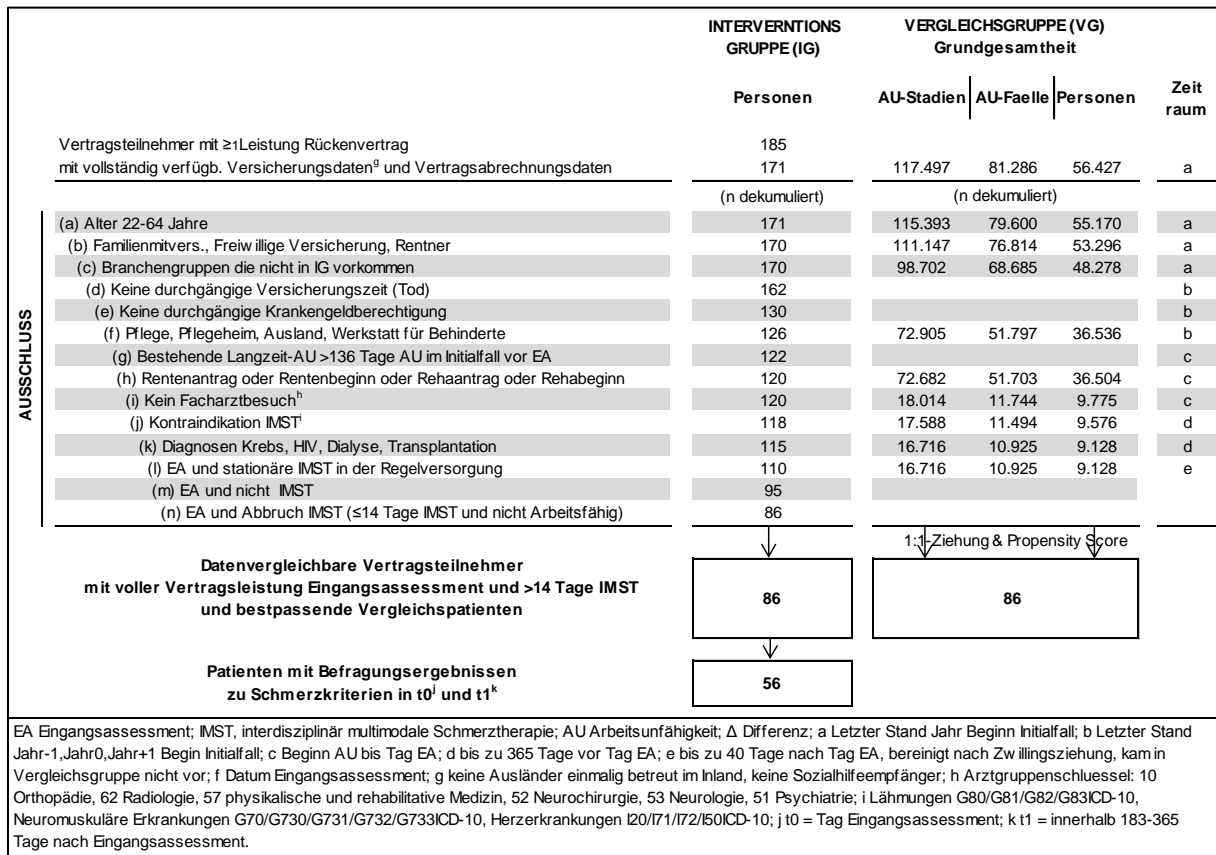 INTERVERNTIONS GRUPPE (IG)
VERGLEICHSGRUPPE (VG)
Grundgesamtheit
Personen AU-Stadien AU-Faelle Personen Zeit raum
Vertragsteilnehmer mit ≥1Leistung Rückenvertrag 185
mit vollständig verfügb. Versicherungsdaten^g und Vertragsabrechnungsdaten 171 117.497 81.286 56.427 a
(n dekumuliert) (n dekumuliert)
AUSSCHLUSS
(a) Alter 22-64 Jahre 171 115.393 79.600 55.170 a
(b) Familienmitvers., Freiwillige Versicherung, Rentner 170 111.147 76.814 53.296 a
(c) Branchengruppen die nicht in IG vorkommen 170 98.702 68.685 48.278 a
(d) Keine durchgängige Versicherungszeit (Tod) 162 b
(e) Keine durchgängige Krankengeldberechtigung 130 b
(f) Pflege, Pflegeheim, Ausland, Werkstatt für Behinderte 126 72.905 51.797 36.536 b
(g) Bestehende Langzeit-AU >136 Tage AU im Initialfall vor EA 122 c
(h) Rentenantrag oder Rentenbeginn oder Rehaantrag oder Rehabeginn 120 72.682 51.703 36.504 c
(i) Kein Facharztbesuch^h 120 18.014 11.744 9.775 c
(j) Kontraindikation IMST^i 118 17.588 11.494 9.576 d
(k) Diagnosen Krebs, HIV, Dialyse, Transplantation 115 16.716 10.925 9.128 d
(l) EA und stationäre IMST in der Regelversorgung 110 16.716 10.925 9.128 e
(m) EA und nicht IMST 95
(n) EA und Abbruch IMST (≤14 Tage IMST und nicht Arbeitsfähig) 86
1:1-Ziehung & Propensity Score
Datenvergleichbare Vertragsteilnehmer
mit voller Vertragsleistung Eingangsassessment und >14 Tage IMST
und bestpassende Vergleichspatienten
86 86
Patienten mit Befragungsergebnissen
zu Schmerzkriterien in t0^j und t1^k
56
EA Eingangsassessment; IMST, interdisziplinär multimodale Schmerztherapie; AU Arbeitsunfähigkeit; Δ Differenz; a Letzter Stand Jahr Beginn Initialfall; b Letzter Stand
Jahr-1,Jahr0,Jahr+1 Begin Initialfall; c Beginn AU bis Tag EA; d bis zu 365 Tage vor Tag EA; e bis zu 40 Tage nach Tag EA, bereinigt nach Zwillingsziehung, kam in
Vergleichsgruppe nicht vor; f Datum Eingangsassessment; g keine Ausländer einmalig betreut im Inland, keine Sozialhilfeempfänger; h Arztgruppenschluessel: 10
Orthopädie, 62 Radiologie, 57 physikalische und rehabilitative Medizin, 52 Neurochirurgie, 53 Neurologie, 51 Psychiatrie; i Lähmungen G80/G81/G82/G83ICD-10,
Neuromuskuläre Erkrankungen G70/G730/G731/G732/G733ICD-10, Herzerkrankungen I20/I71/I72/I50ICD-10; j t0 = Tag Eingangsassessment; k t1 = innerhalb 183-365
Tage nach Eingangsassessment.